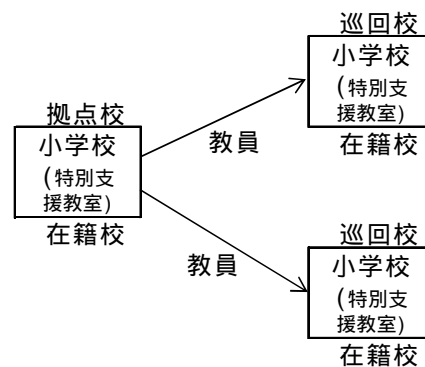 拠点校
小学校
(特別支
援教室)
在籍校
教員
教員
巡回校
小学校
(特別支
援教室)
在籍校
巡回校
小学校
(特別支
援教室)
在籍校